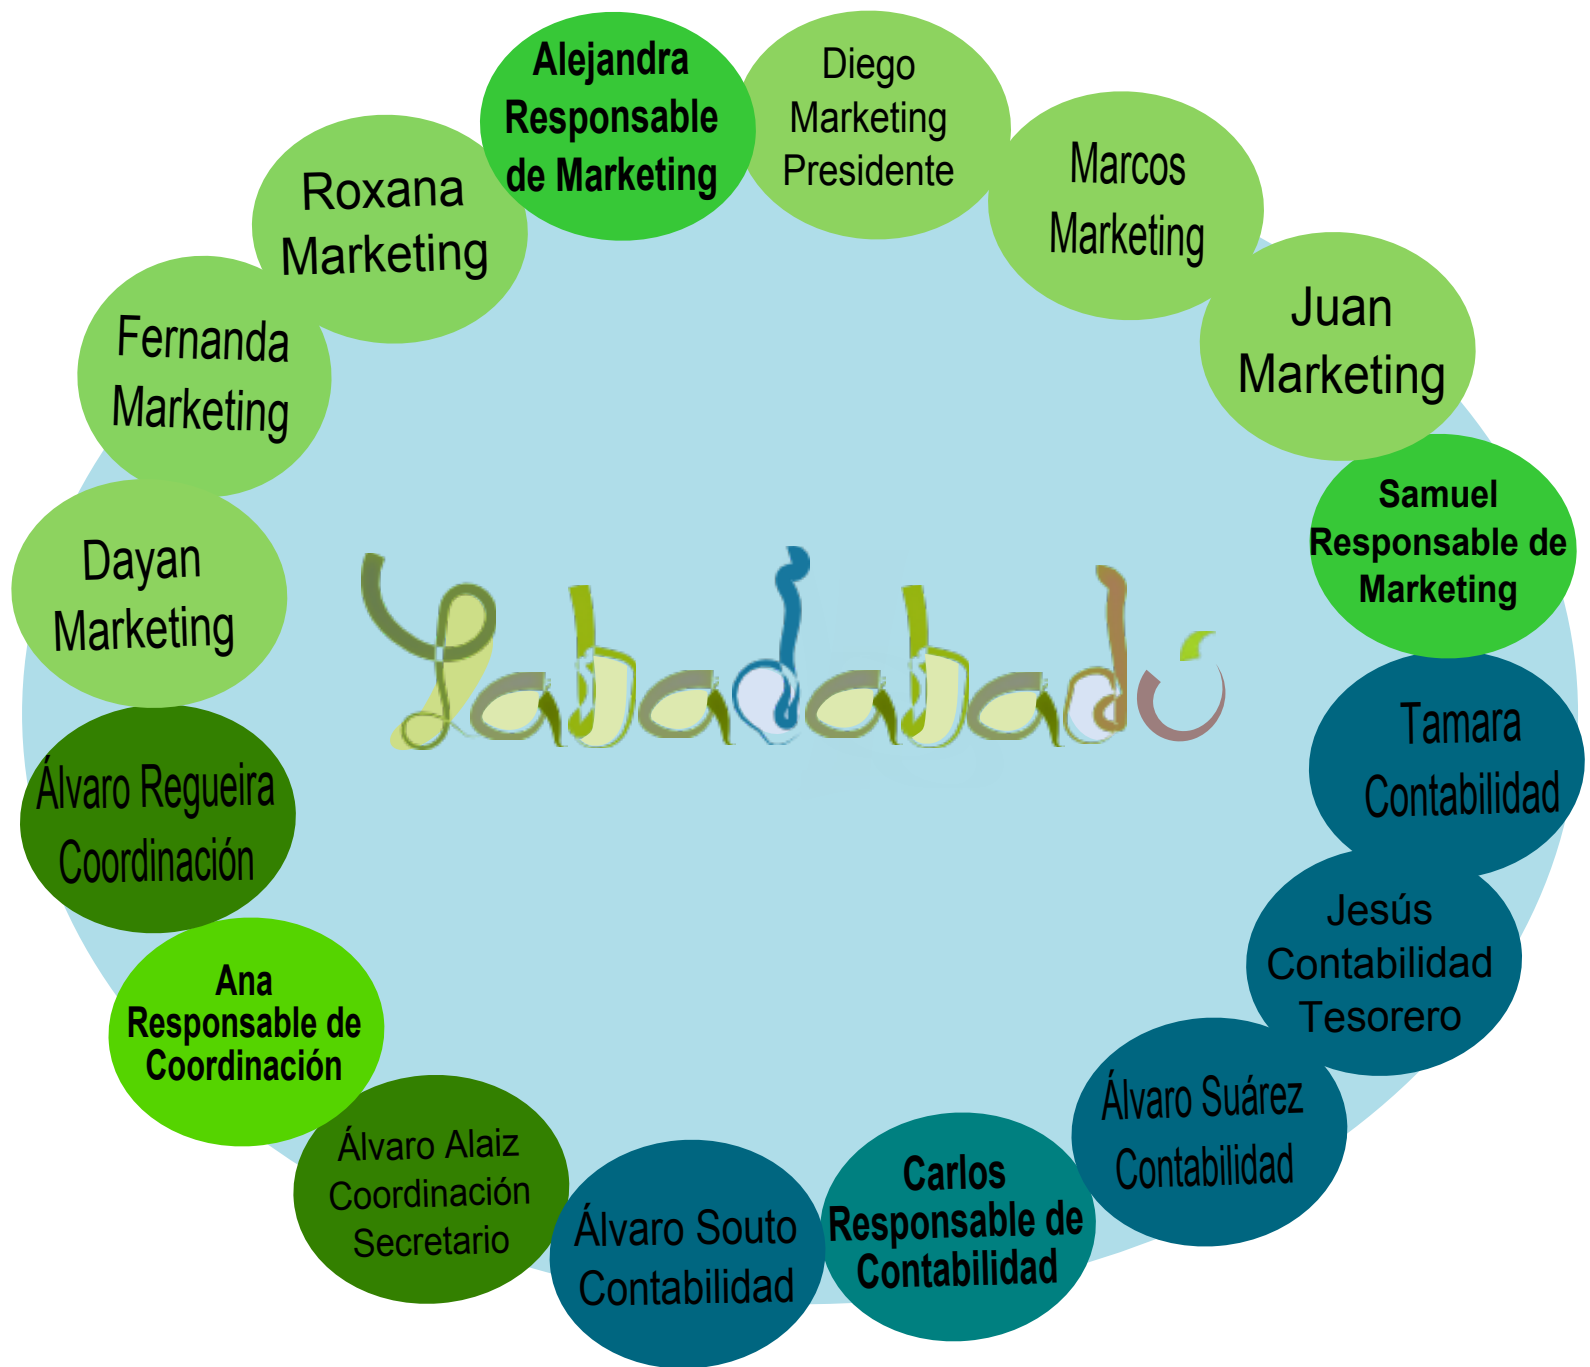 Alejandra
Responsable
de Marketing
Diego
Marketing
Presidente
Marcos
Marketing
Juan
Marketing
Samuel
Responsable de
Marketing
Tamara
Contabilidad
Jesús
Contabilidad
Tesorero
Álvaro Suárez
Contabilidad
Carlos
Responsable de
Contabilidad
Álvaro Souto
Contabilidad
Álvaro Alaiz
Coordinación
Secretario
Ana
Responsable de
Coordinación
Álvaro Regueira
Coordinación
Dayan
Marketing
Fernanda
Marketing
Roxana
Marketing
Yabadabadú